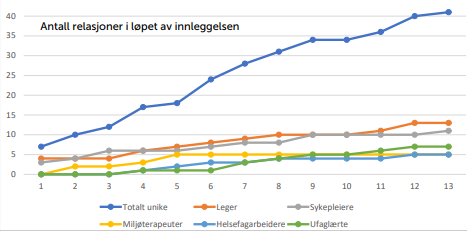 Antall relasjoner i løpet av innleggelsen
40
35
30
25
20
15
10
5
0
1 2 3 4 5 6 7 8 9 10 11 12 13
Totalt unike Leger Sykepleiere
Miljøterapeuter Helsefagarbeidere Ufaglærte